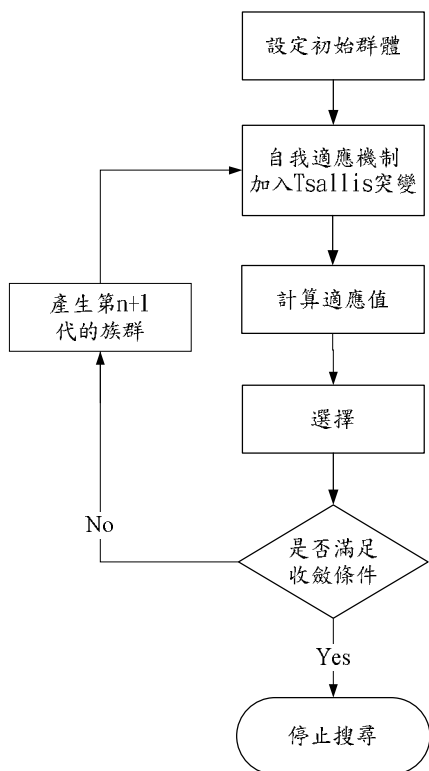 設定初始群體
自我適應機制
加入Tsallis突變
計算適應值
選擇
是否滿足
收斂條件
No
產生第n+1
代的族群
Yes
停止搜尋